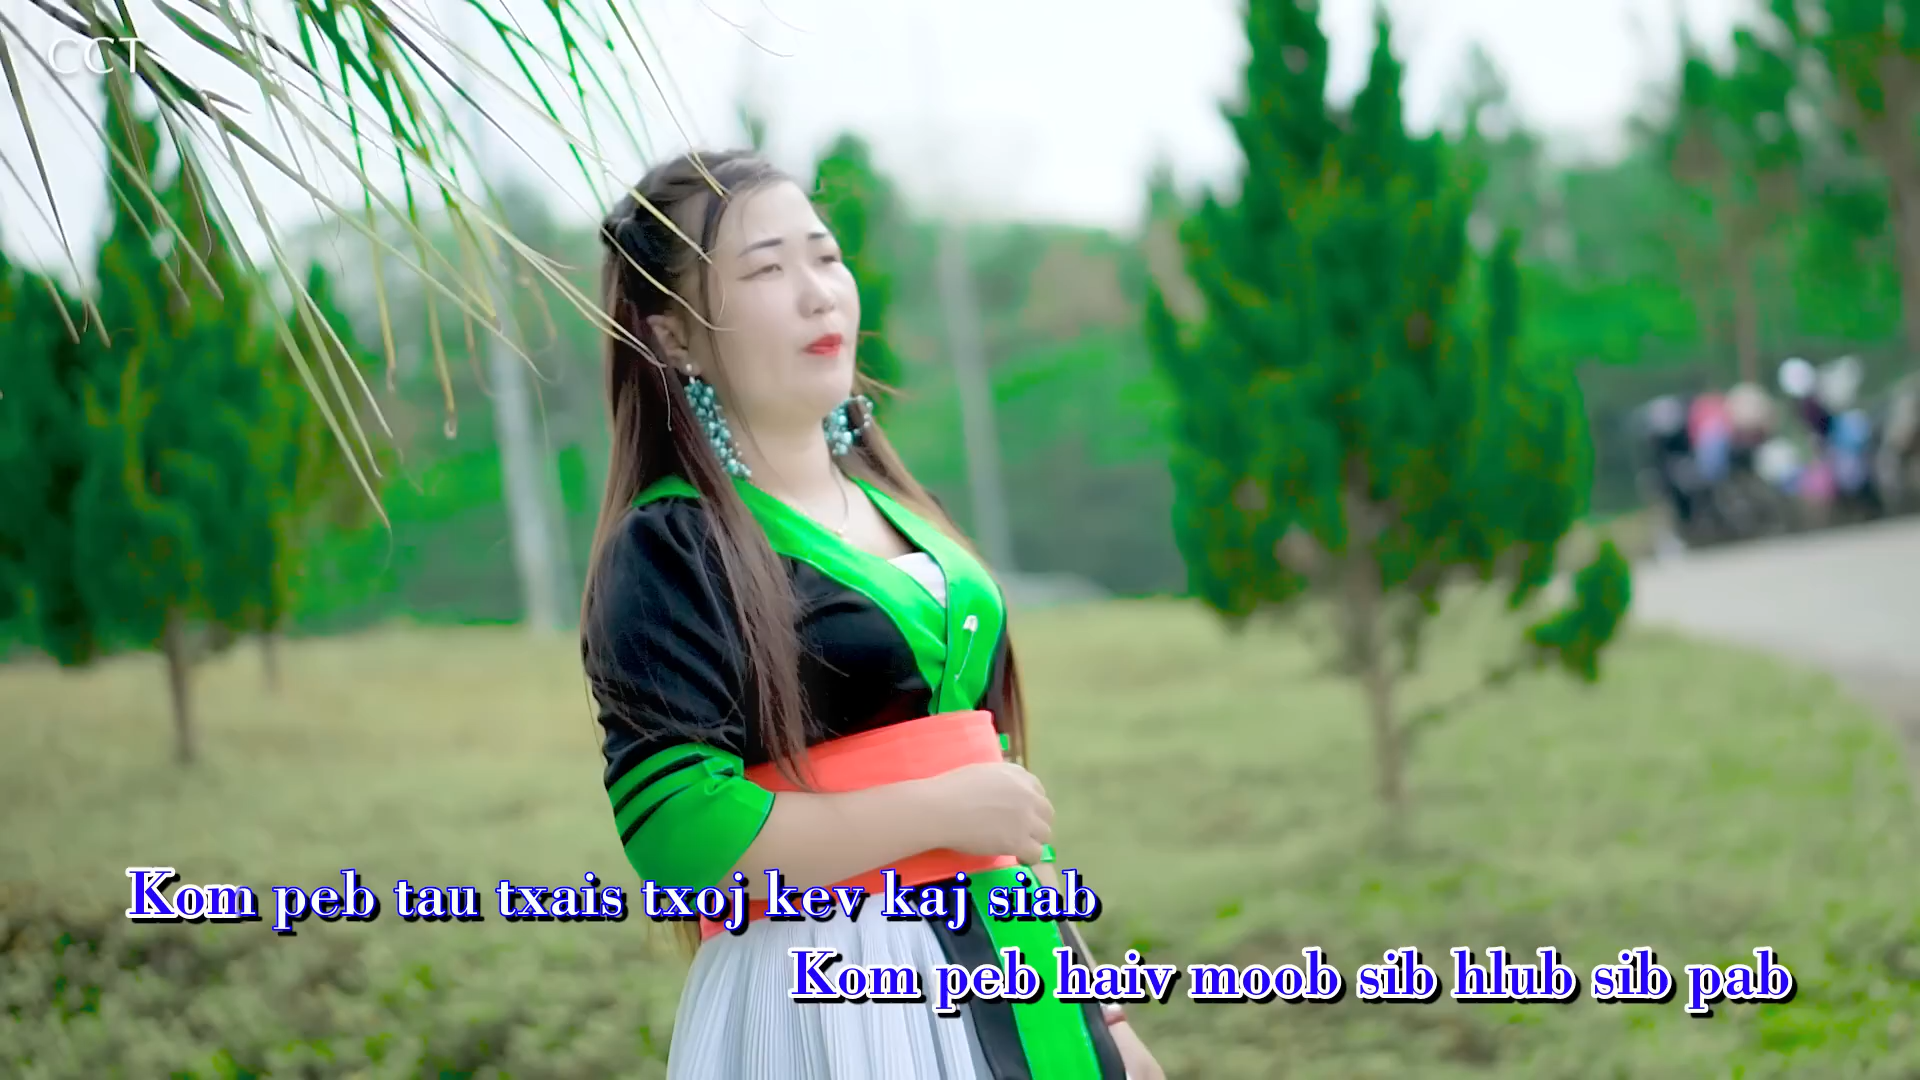 CCT
Kom peb tau txais txoj kev kaj siab
Kom peb haiv moob sib hlub sib pab